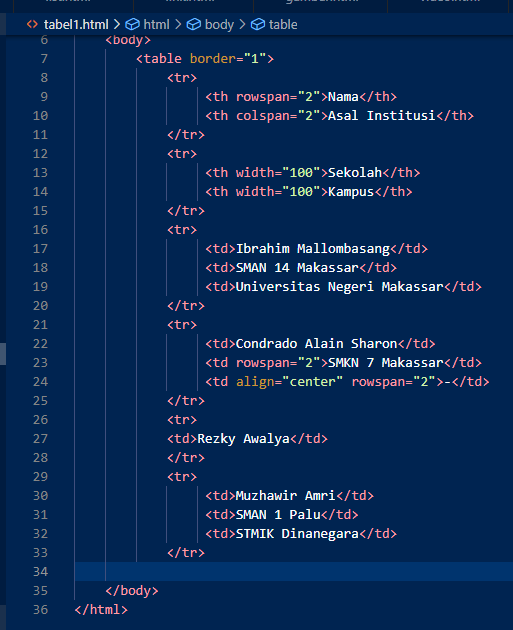 tabel1.html > html > body > table
6 <body>
7 <table border="1">
8 <tr>
9 <th rowspan="2">Nama</th>
10 <th colspan="2">Asal Institusi</th>
11 </tr>
12 <tr>
13 <th width="100">Sekolah</th>
14 <th width="100">Kampus</th>
15 </tr>
16 <tr>
17 <td>Ibrahim Mallombasang</td>
18 <td>SMAN 14 Makassar</td>
19 <td>Universitas Negeri Makassar</td>
20 </tr>
21 <tr>
22 <td>Condrado Alain Sharon</td>
23 <td rowspan="2">SMKN 7 Makassar</td>
24 <td align="center" rowspan="2">-</td>
25 </tr>
26 <tr>
27 <td>Rezky Awalya</td>
28 </tr>
29 <tr>
30 <td>Muzhawir Amri</td>
31 <td>SMAN 1 Palu</td>
32 <td>STMIK Dinanegara</td>
33 </tr>
34
35 </body>
36 </html>